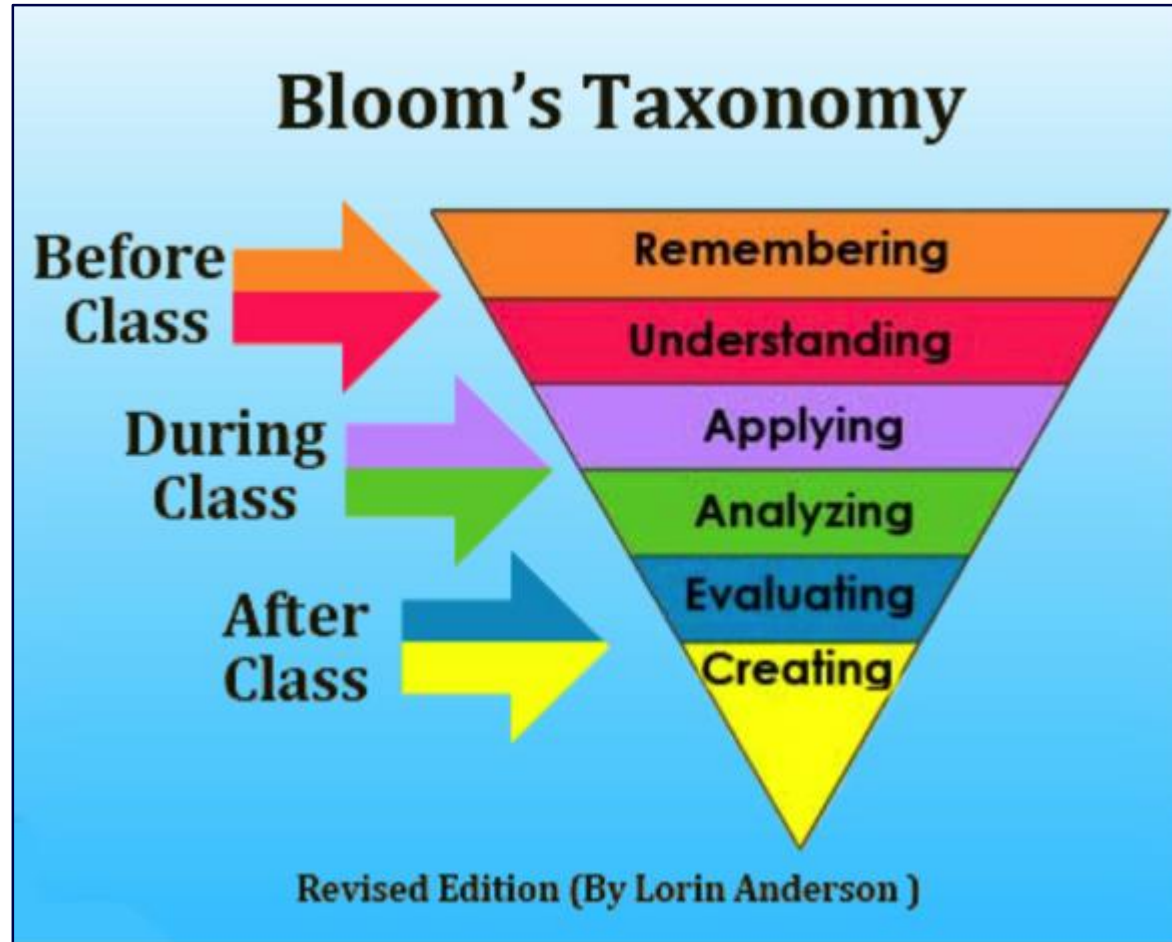 Bloom's Taxonomy
Before
Class
Remembering
Understanding
During
Class
Applying
Analyzing
After
Class
Evaluating
Creating
Revised Edition (By Lorin Anderson )